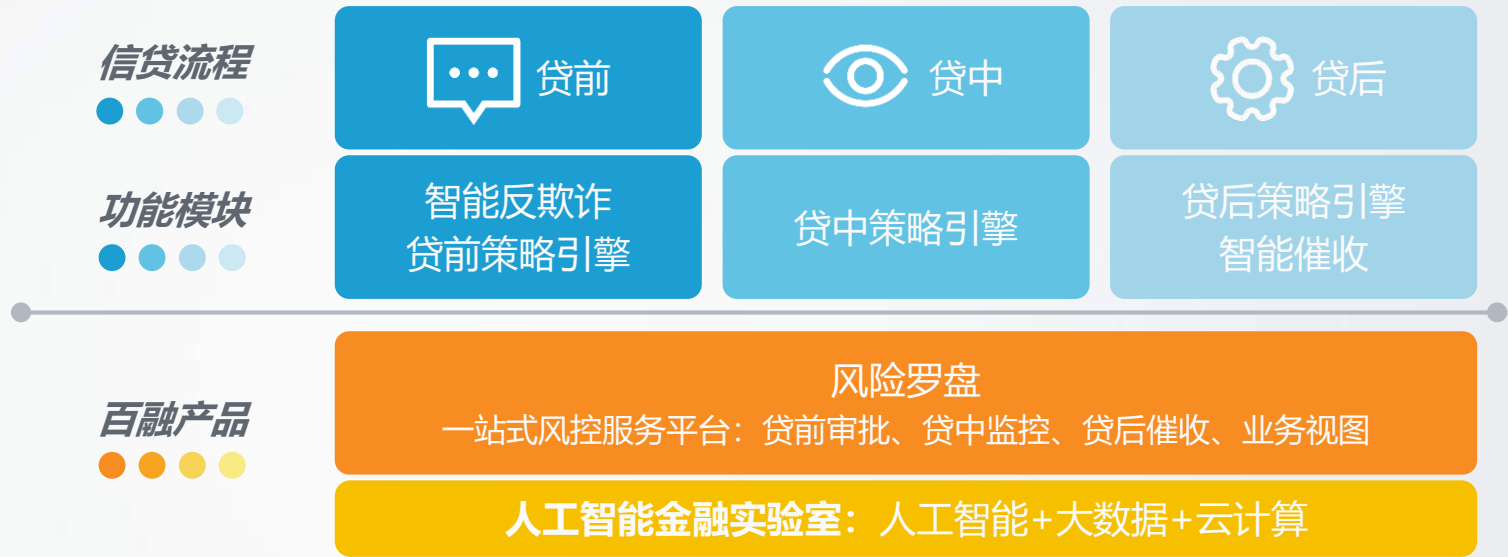 信贷流程
贷前
贷中
贷后
功能模块
智能反欺诈
贷前策略引擎
贷中策略引擎
贷后策略引擎
智能催收
百融产品
风险罗盘
一站式风控服务平台：贷前审批、贷中监控、贷后催收、业务视图
人工智能金融实验室：人工智能+大数据+云计算